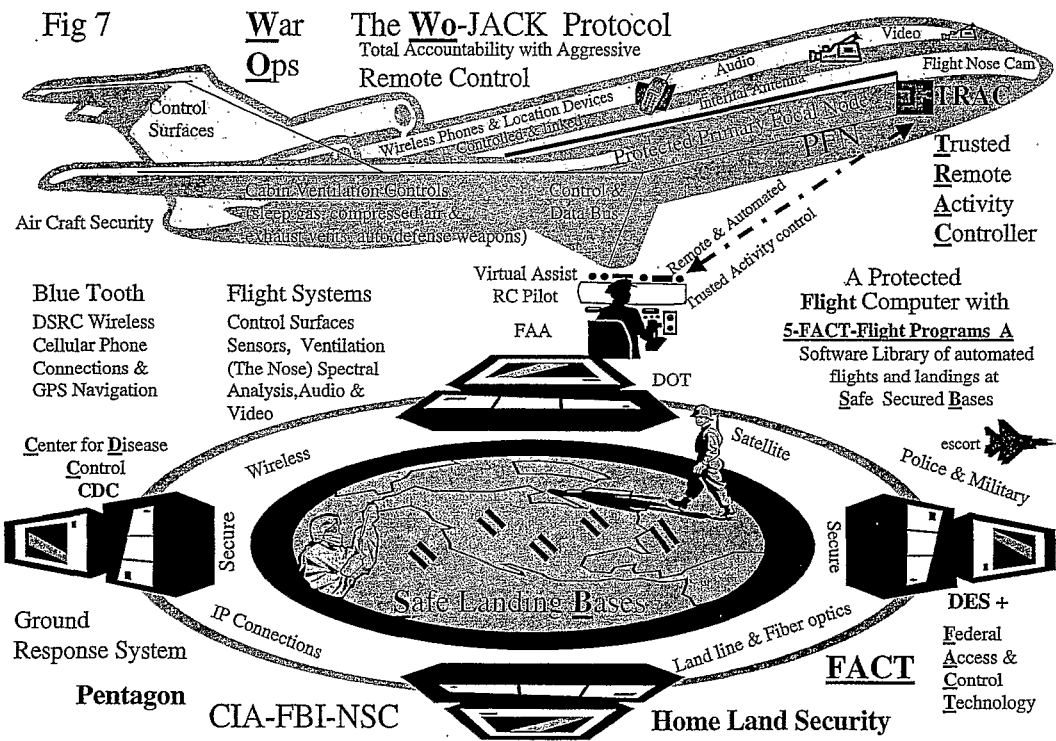 Fig 7
War
Ops
The Wo-JACK Protocol
Total Accountability with Aggressive
Remote Control
Video
Audio
Flight Nose Cam
Control
Surfaces
Wireless Phones & Location Devices
Controlled & linked
Internal Antenna
TRAC
Protected Primary Focal Node
PFN
Trusted
Remote
Activity
Controller
Air Craft Security
Cabin Ventilation Controls
(sleep gas, compressed air &
exhaust vents, auto defense weapons)
Control &
Data Bus
Remote & Automated
Trusted Activity control
Virtual Assist
RC Pilot
FAA
DOT
Blue Tooth
DSRC Wireless
Cellular Phone
Connections &
GPS Navigation
Flight Systems
Control Surfaces
Sensors, Ventilation
(The Nose) Spectral
Analysis,Audio &
Video
A Protected
Flight Computer with
5-FACT-Flight Programs A
Software Library of automated
flights and landings at
Safe Secured Bases
escort
Police & Military
Center for Disease
Control
CDC
Wireless
Satellite
Secure
Secure
Safe Landing Bases
Ground
Response System
IP Connections
Land line & Fiber optics
DES +
Federal
Access &
Control
Technology
FACT
Pentagon
CIA-FBI-NSC
Home Land Security